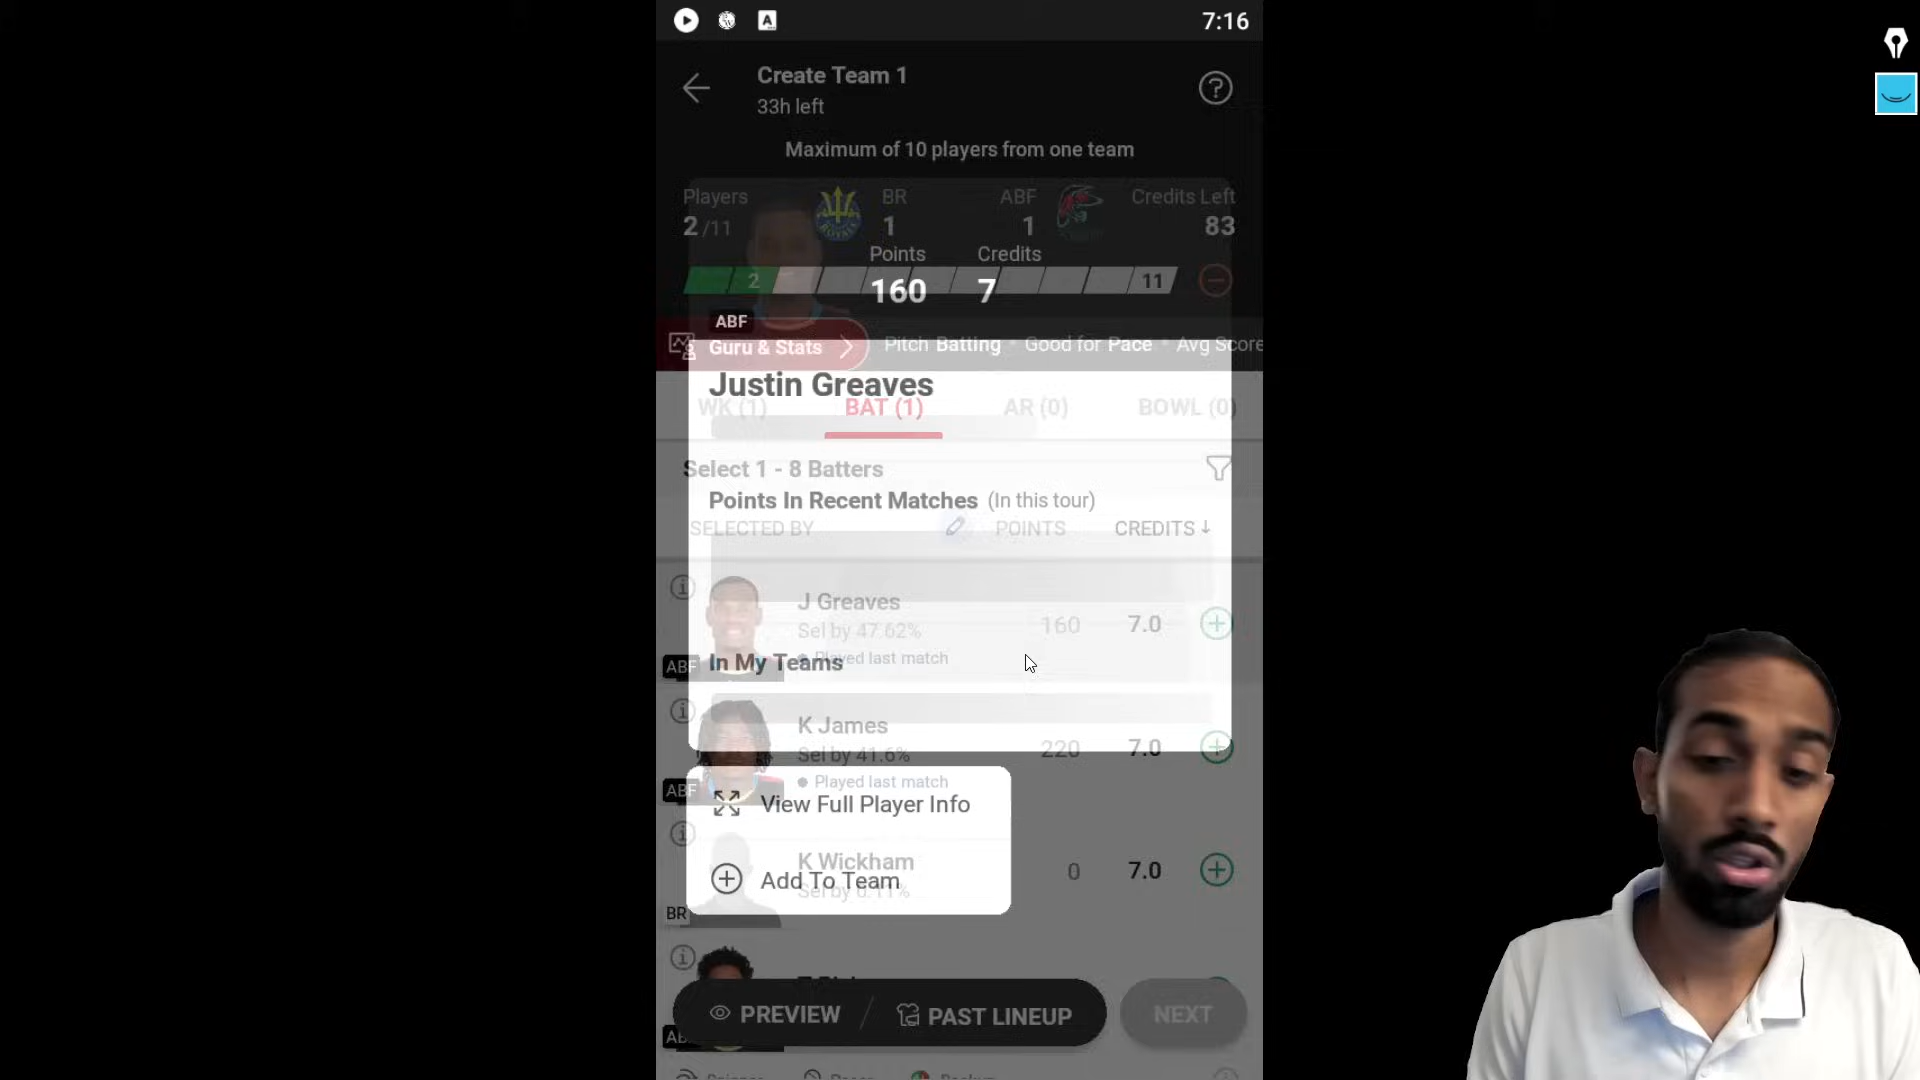 7:16
Create Team 1
33h left
Maximum of 10 players from one team
Players BR ABF Credits Left
2 /11 1 1 83
Points Credits
2 160 7 11
ABF
Guru & Stats Pitch Batting Good for Pace Avg Score
Justin Greaves
WK (1) BAT (1) AR (0) BOWL (0)
Select 1 - 8 Batters
Points In Recent Matches (In this tour)
SELECTED BY POINTS CREDITS ↓
J Greaves
Sel by 47.62% 160 7.0
Played last match
ABF
In My Teams
K James
Sel by 41.6% 220 7.0
Played last match
ABF
View Full Player Info
K Wickham
Sel by 0.11% 0 7.0
Add To Team
BR
PREVIEW PAST LINEUP NEXT